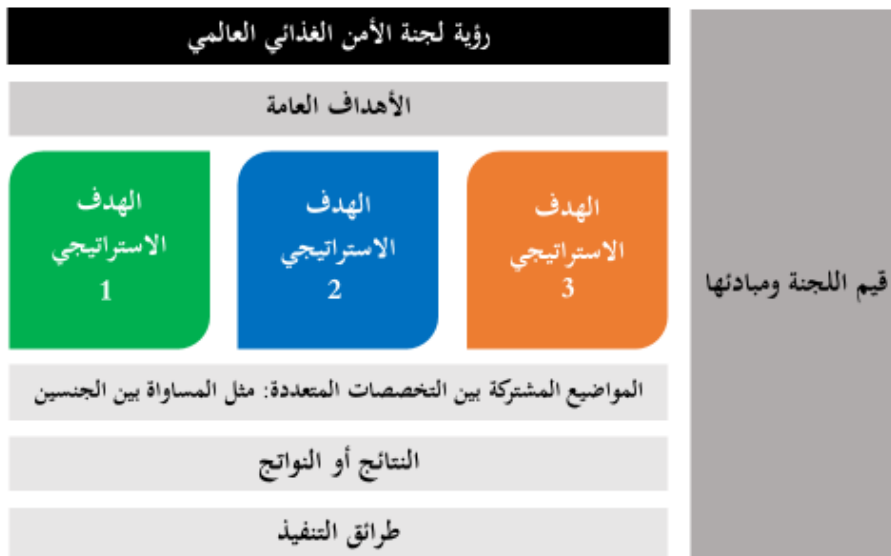 رؤية لجنة الأمن الغذائي العالمي
الأهداف العامة
الهدف
الاستراتيجي
1
الهدف
الاستراتيجي
2
الهدف
الاستراتيجي
3
المواضيع المشتركة بين التخصصات المتعددة: مثل المساواة بين الجنسين
النتائج أو النواتج
طرائق التنفيذ
قيم اللجنة ومبادئها